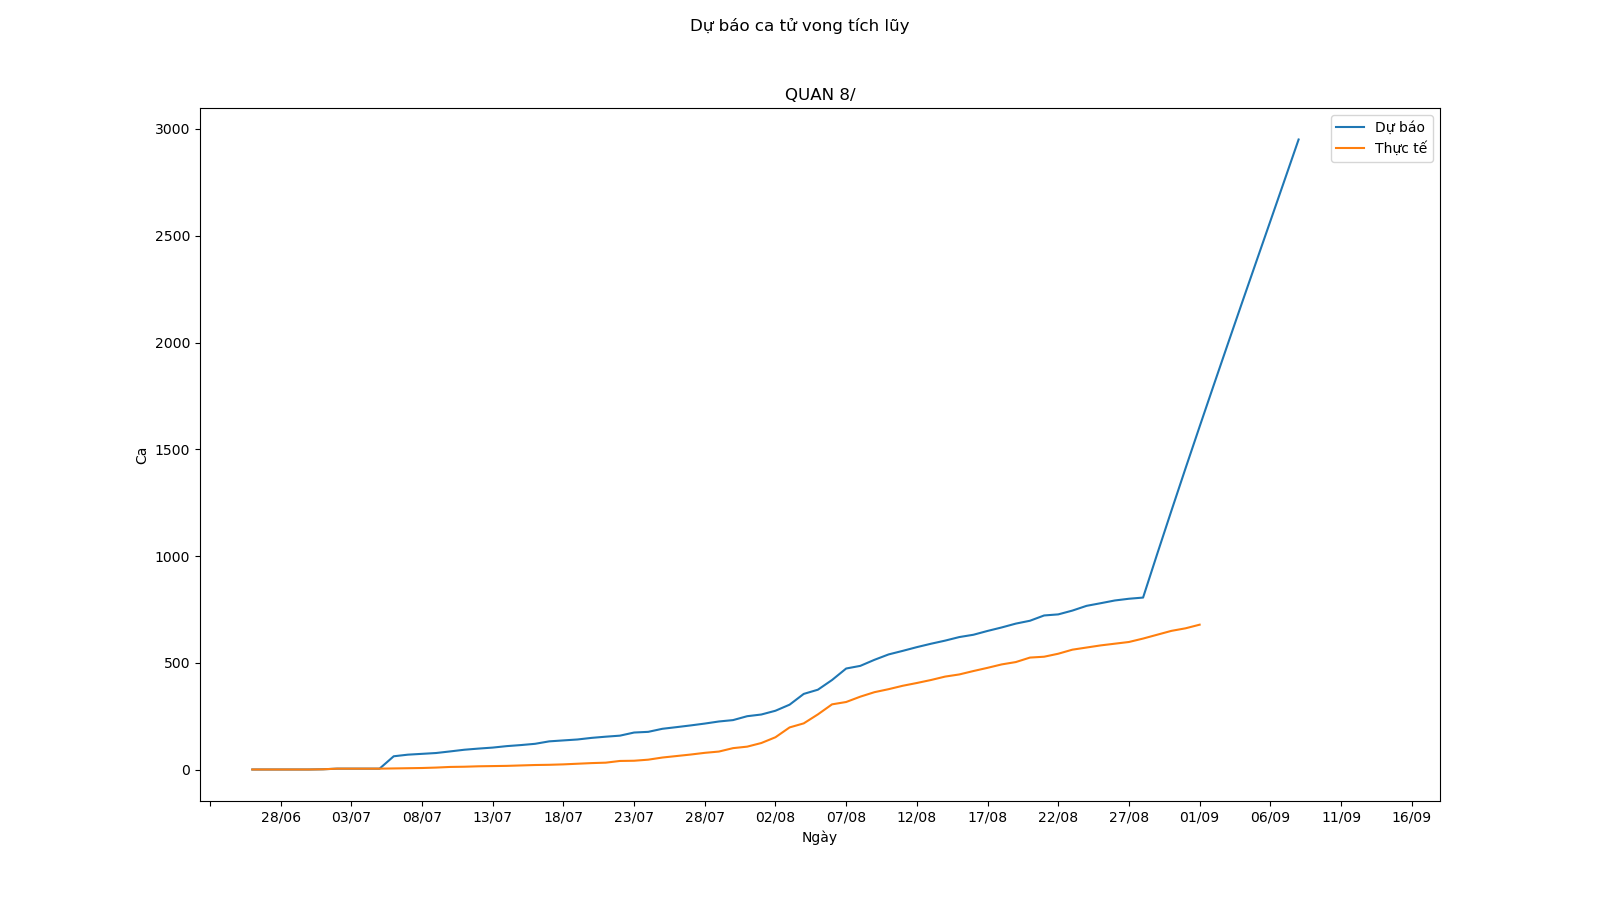 Dự báo ca tử vong tích lũy
QUAN 8/
Dự báo
Thực tế
3000
2500
2000
1500
1000
500
0
Ca
28/06 03/07 08/07 13/07 18/07 23/07 28/07 02/08 07/08 12/08 17/08 22/08 27/08 01/09 06/09 11/09 16/09
Ngày